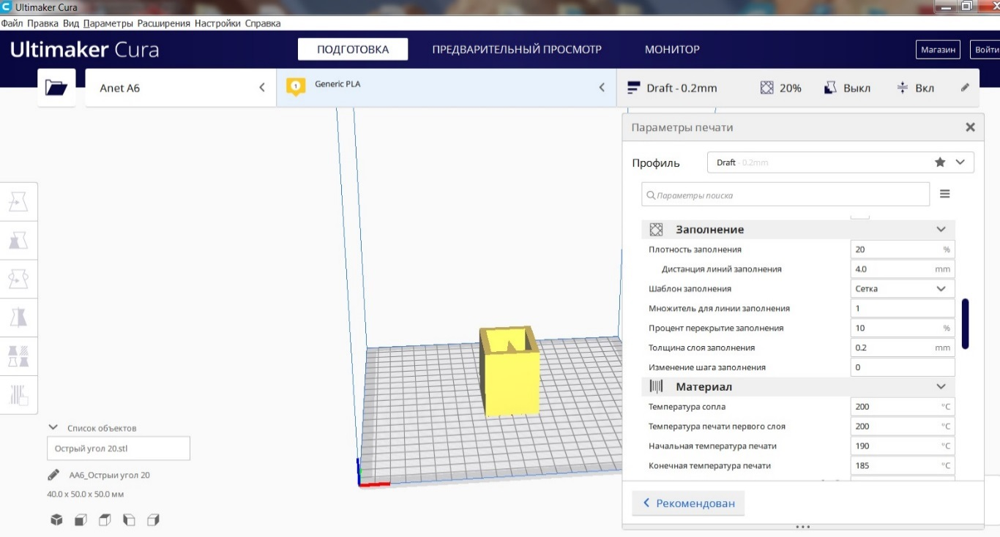 Ultimaker Cura
Файл Правка Вид Параметры Расширения Настройки Справка
Ultimaker Cura
ПОДГОТОВКА
ПРЕДВАРИТЕЛЬНЫЙ ПРОСМОТР
МОНИТОР
Магазин
Войти
Anet A6
1
Generic PLA
Draft - 0.2mm
20%
Выкл
Вкл
Параметры печати
Профиль
Draft - 0.2mm
Параметры поиска
Заполнение
Плотность заполнения 20 %
Дистанция линий заполнения 4.0 mm
Шаблон заполнения Сетка
Множитель для линии заполнения 1
Процент перекрытие заполнения 10 %
Толщина слоя заполнения 0.2 mm
Изменение шага заполнения 0
Материал
Температура сопла 200 °C
Температура печати первого слоя 200 °C
Начальная температура печати 190 °C
Конечная температура печати 185 °C
Рекомендован
Список объектов
Острый угол 20.stl
AA6_Острыи угол 20
40.0 x 50.0 x 50.0 мм